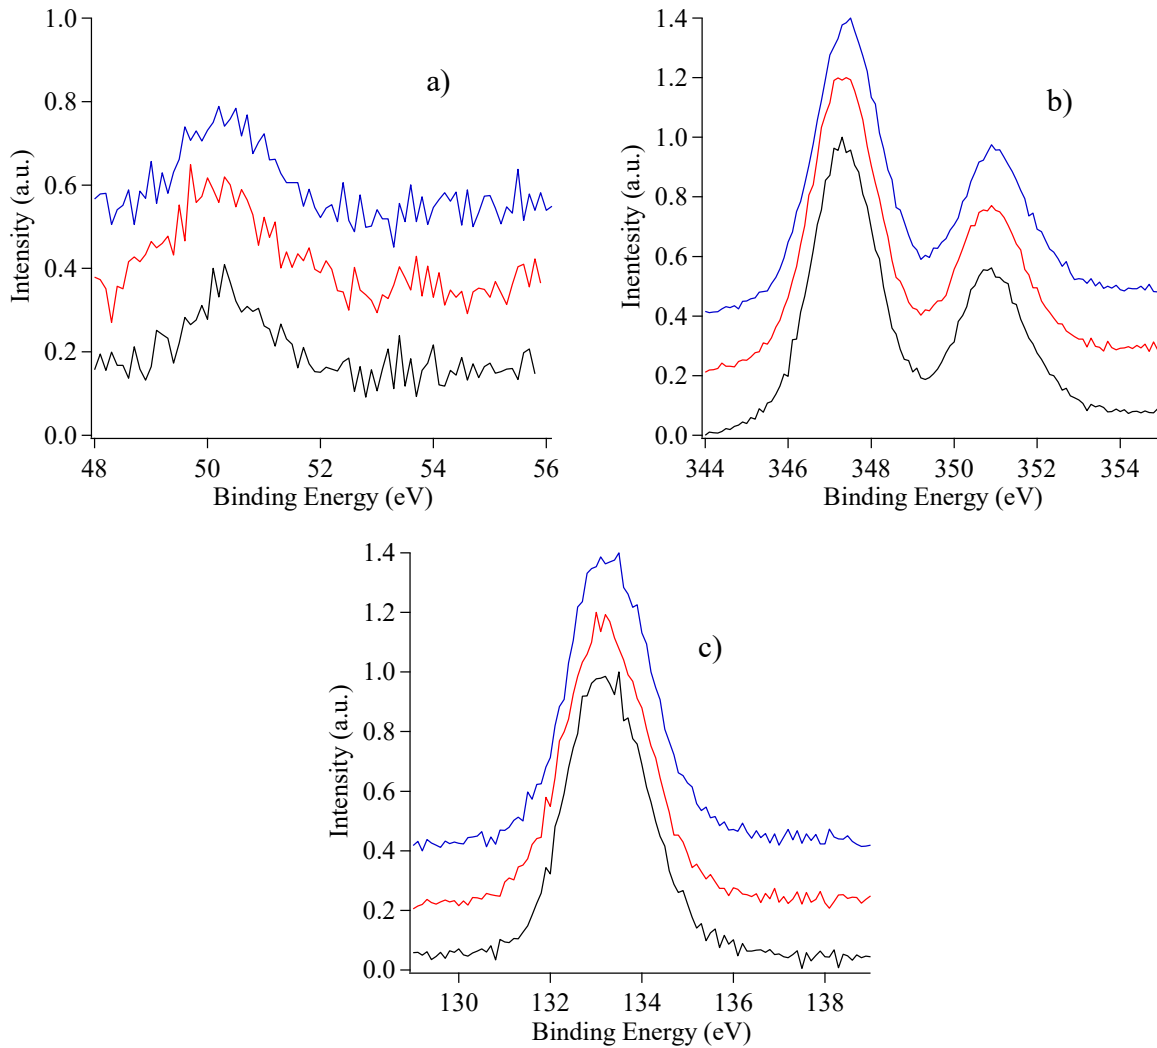 1.0
0.8
0.6
0.4
0.2
0.0
Intensity (a.u.)
a)
48 50 52 54 56
Binding Energy (eV)
1.4
1.2
1.0
0.8
0.6
0.4
0.2
0.0
Inentesity (a.u.)
b)
344 346 348 350 352 354
Binding Energy (eV)
1.4
1.2
1.0
0.8
0.6
0.4
0.2
0.0
Intensity (a.u.)
c)
130 132 134 136 138
Binding Energy (eV)